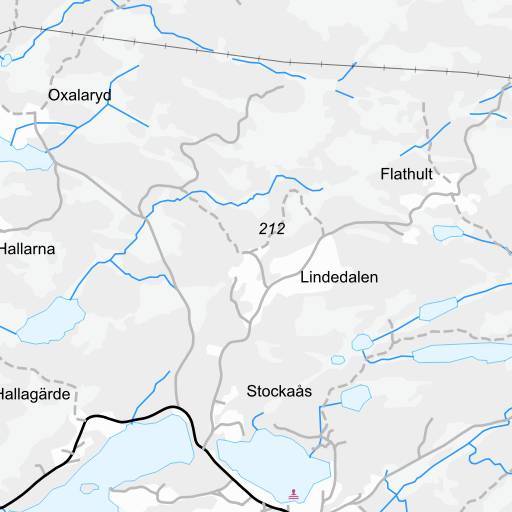 Oxalaryd
Flathult
212
Hallarna
Lindedalen
Hallagärde
Stockaås